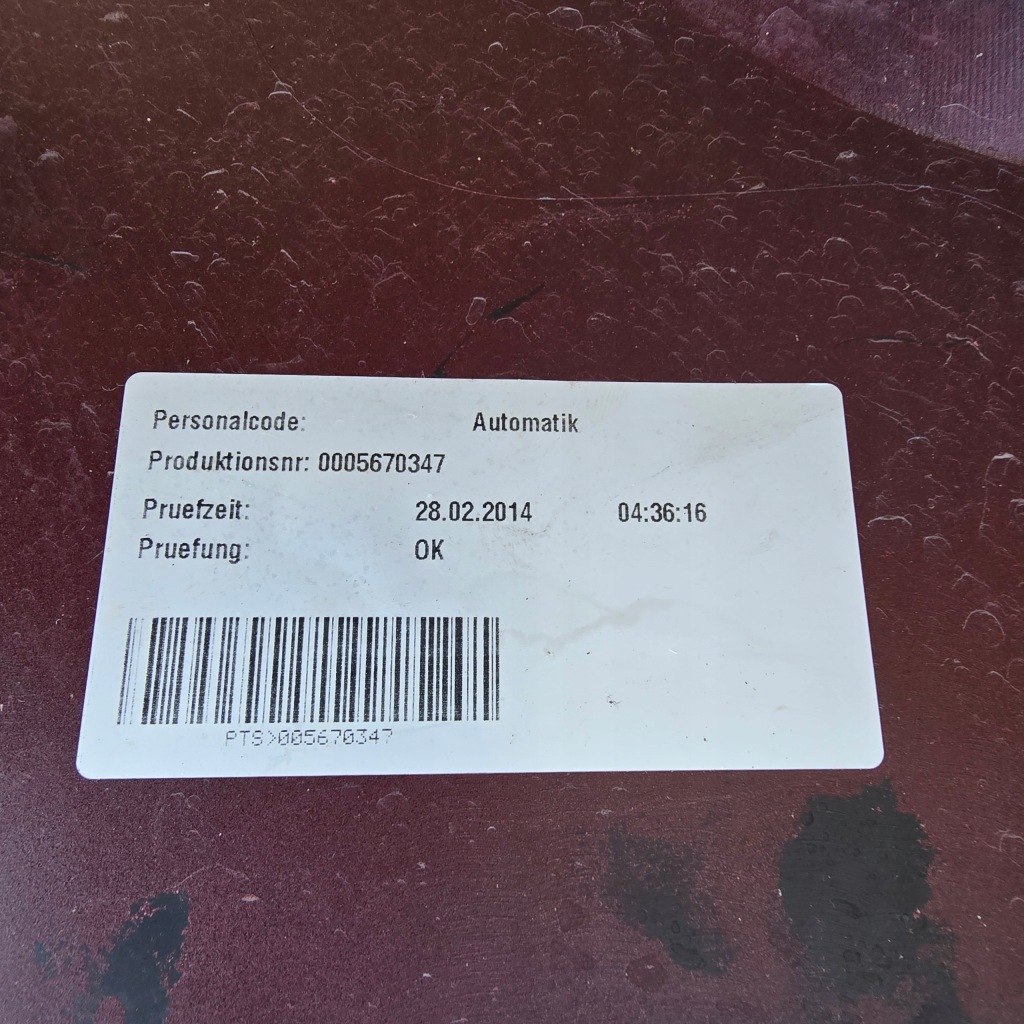 Personalcode: Automatik
Produktionsnr: 0005670347
Pruefzeit: 28.02.2014 04:36:16
Pruefung: OK
PTS>005670347